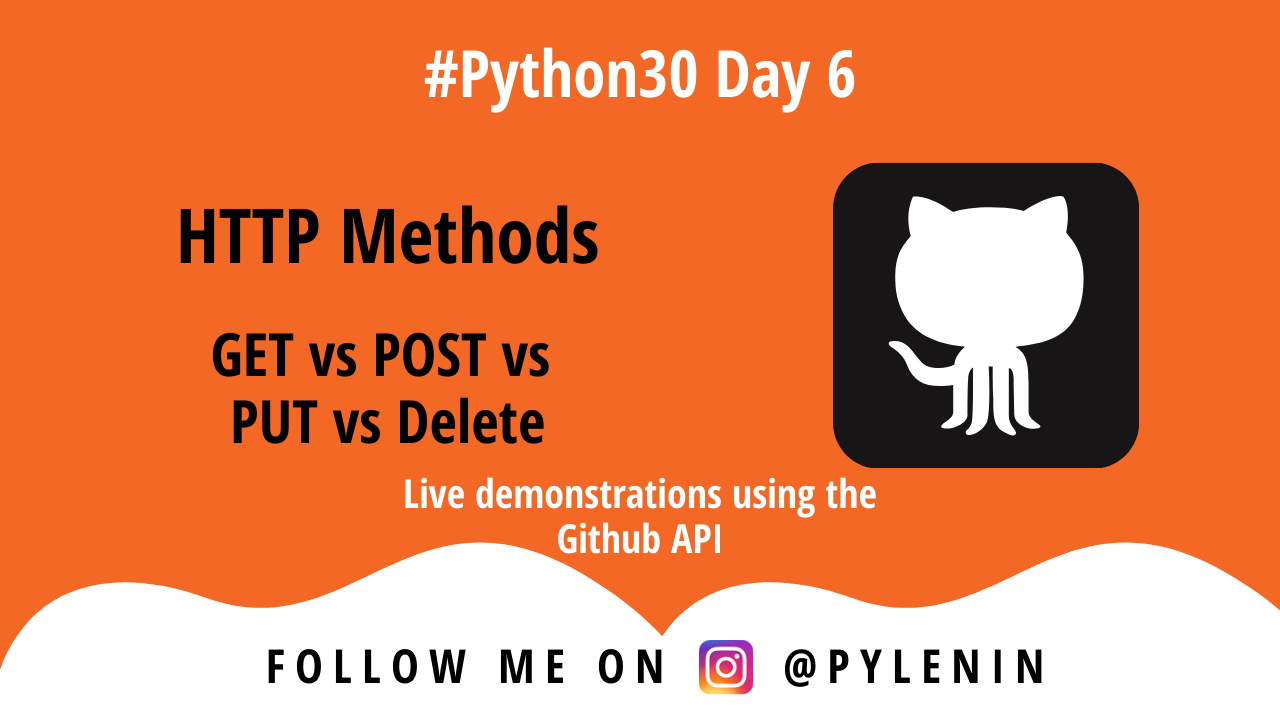 #Python30 Day 6
HTTP Methods
GET vs POST vs
PUT vs Delete
Live demonstrations using the
Github API
FOLLOW ME ON @PYLENIN